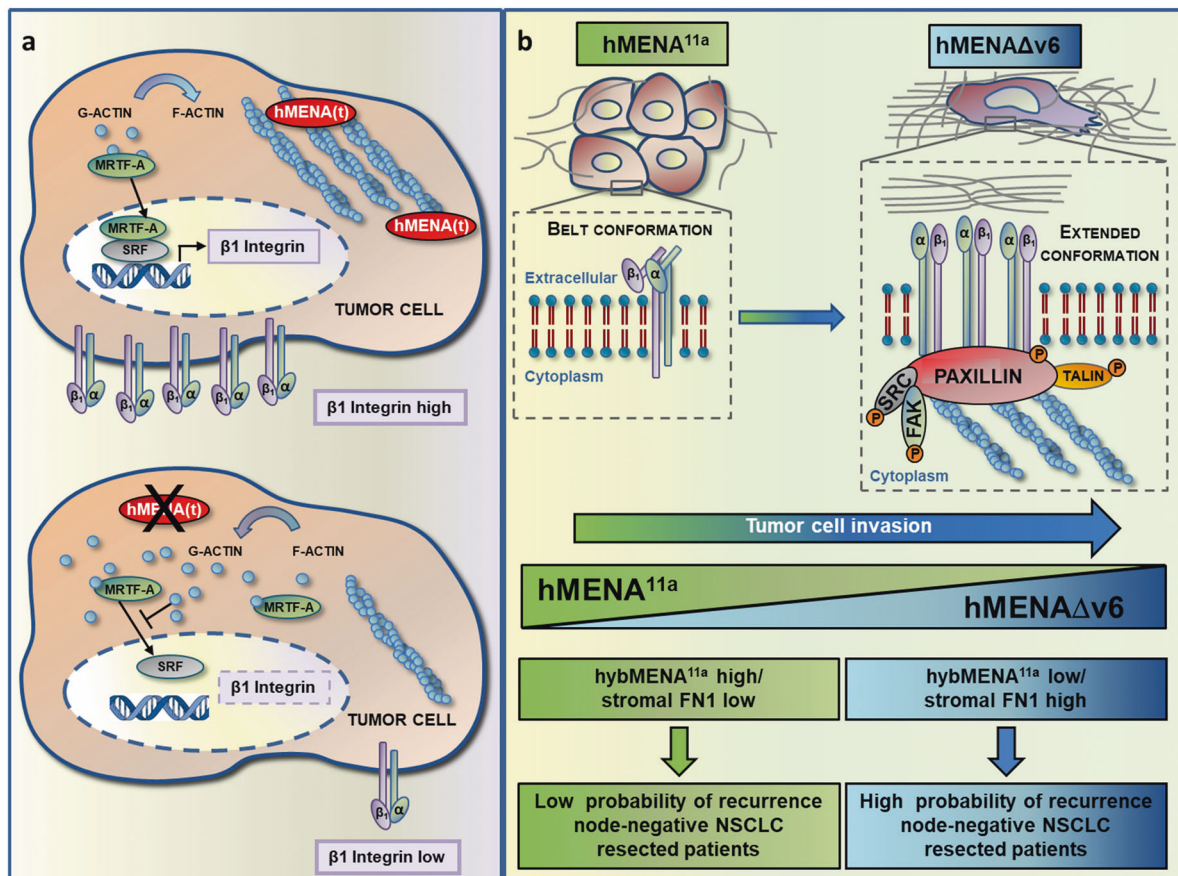 a
G-ACTIN
F-ACTIN
hMENA(t)
MRTF-A
hMENA(t)
MRTF-A
SRF
β1 Integrin
TUMOR CELL
β₁ α
β₁ α
β₁ α
β₁ α
β₁ α
β1 Integrin high
hMENA(t)
G-ACTIN
F-ACTIN
MRTF-A
MRTF-A
SRF
β1 Integrin
TUMOR CELL
β₁ α
β1 Integrin low
b
hMENA¹¹ᵃ
hMENAΔv6
BELT CONFORMATION
Extracellular
β₁ α
Cytoplasm
α β₁
α β₁
α β₁
EXTENDED
CONFORMATION
PAXILLIN
P
TALIN
P
SRC
P
FAK
P
Cytoplasm
Tumor cell invasion
hMENA¹¹ᵃ
hMENAΔv6
hybMENA¹¹ᵃ high/
stromal FN1 low
hybMENA¹¹ᵃ low/
stromal FN1 high
Low probability of recurrence
node-negative NSCLC
resected patients
High probability of recurrence
node-negative NSCLC
resected patients